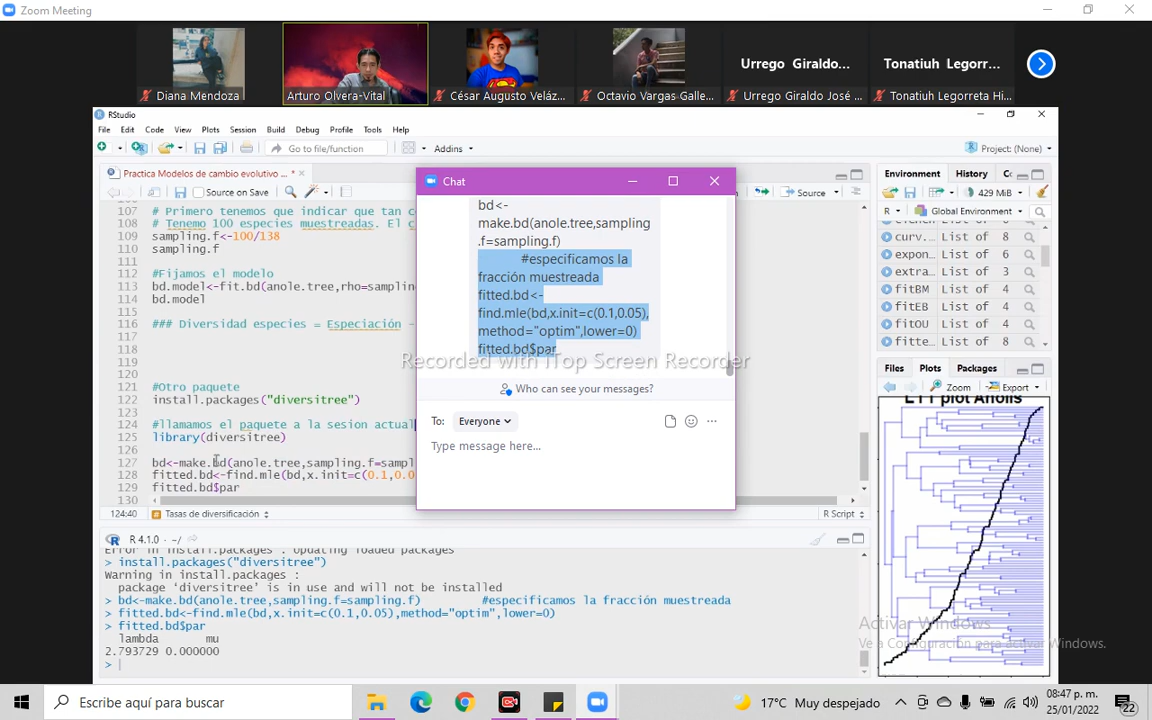 Zoom Meeting
Diana Mendoza
Arturo Olvera-Vital
César Augusto Veláz...
Octavio Vargas-Galle...
Urrego Giraldo...
Urrego Giraldo José ...
Tonatiuh Legorr...
Tonatiuh Legorreta Hi...
RStudio
File Edit Code View Plots Session Build Debug Profile Tools Help
Go to file/function
Addins
Project: (None)
Practica Modelos de cambio evolutivo ...*
Source on Save
Source
107 # Primero tenemos que indicar que tan c
108 # Tenemo 100 especies muestreadas. El c
109 sampling.f<-100/138
110 sampling.f
111
112 #Fijamos el modelo
113 bd.model<-fit.bd(anole.tree,rho=sampling
114 bd.model
115
116 ### Diversidad especies = Especiación -
117
118
119
120
121 #Otro paquete
122 install.packages("diversitree")
123
124 #llamamos el paquete a la sesion actual
125 library(diversitree)
126
127 bd<-make.bd(anole.tree,sampling.f=sampl
128 fitted.bd<-find.mle(bd,x.init=c(0.1,0.0
129 fitted.bd$par
130
124:40
Tasas de diversificación
R Script
Chat
bd<-
make.bd(anole.tree,sampling
.f=sampling.f)
#especificamos la
fracción muestreada
fitted.bd<-
find.mle(bd,x.init=c(0.1,0.05),
method="optim",lower=0)
fitted.bd$par
Recorded with iTop Screen Recorder
Who can see your messages?
To: Everyone
Type message here...
Environment History Cc
429 MiB
R Global Environment
curv... List of 8
expon... List of 6
extra... List of 3
fitBM List of 4
fitEB List of 4
fitOU List of 4
fitte... List of 8
Files Plots Packages
Zoom Export
LTT plot Anolis
R 4.1.0 · ~/
Error in install.packages : Updating loaded packages
> install.packages("diversitree")
Warning in install.packages :
package ‘diversitree’ is in use and will not be installed
> bd<-make.bd(anole.tree,sampling.f=sampling.f) #especificamos la fracción muestreada
> fitted.bd<-find.mle(bd,x.init=c(0.1,0.05),method="optim",lower=0)
> fitted.bd$par
lambda mu
2.793729 0.000000
>
Activar Windows
Ve a Configuración para activar Windows.
Escribe aquí para buscar
17°C Muy despejado
08:47 p. m.
25/01/2022
22